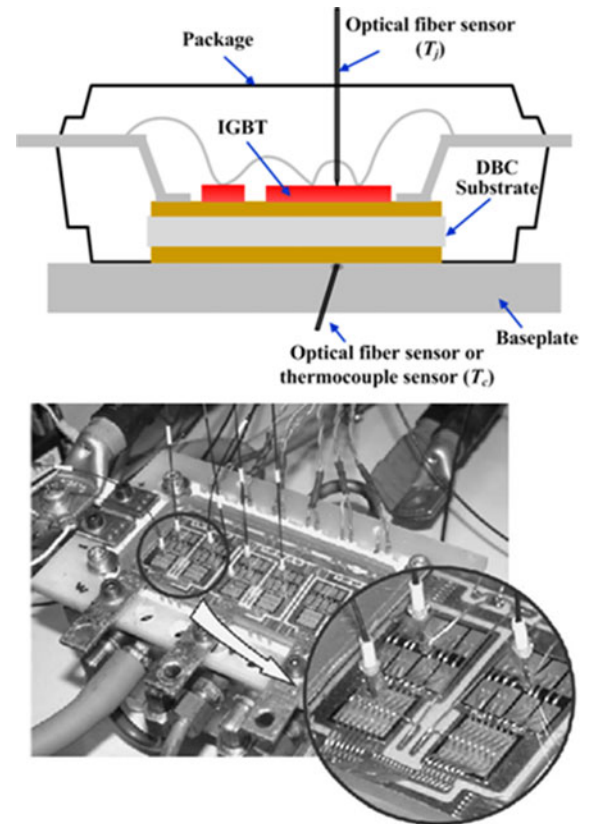 Package
Optical fiber sensor
(Tj)
IGBT
DBC
Substrate
Baseplate
Optical fiber sensor or
thermocouple sensor (Tc)
W